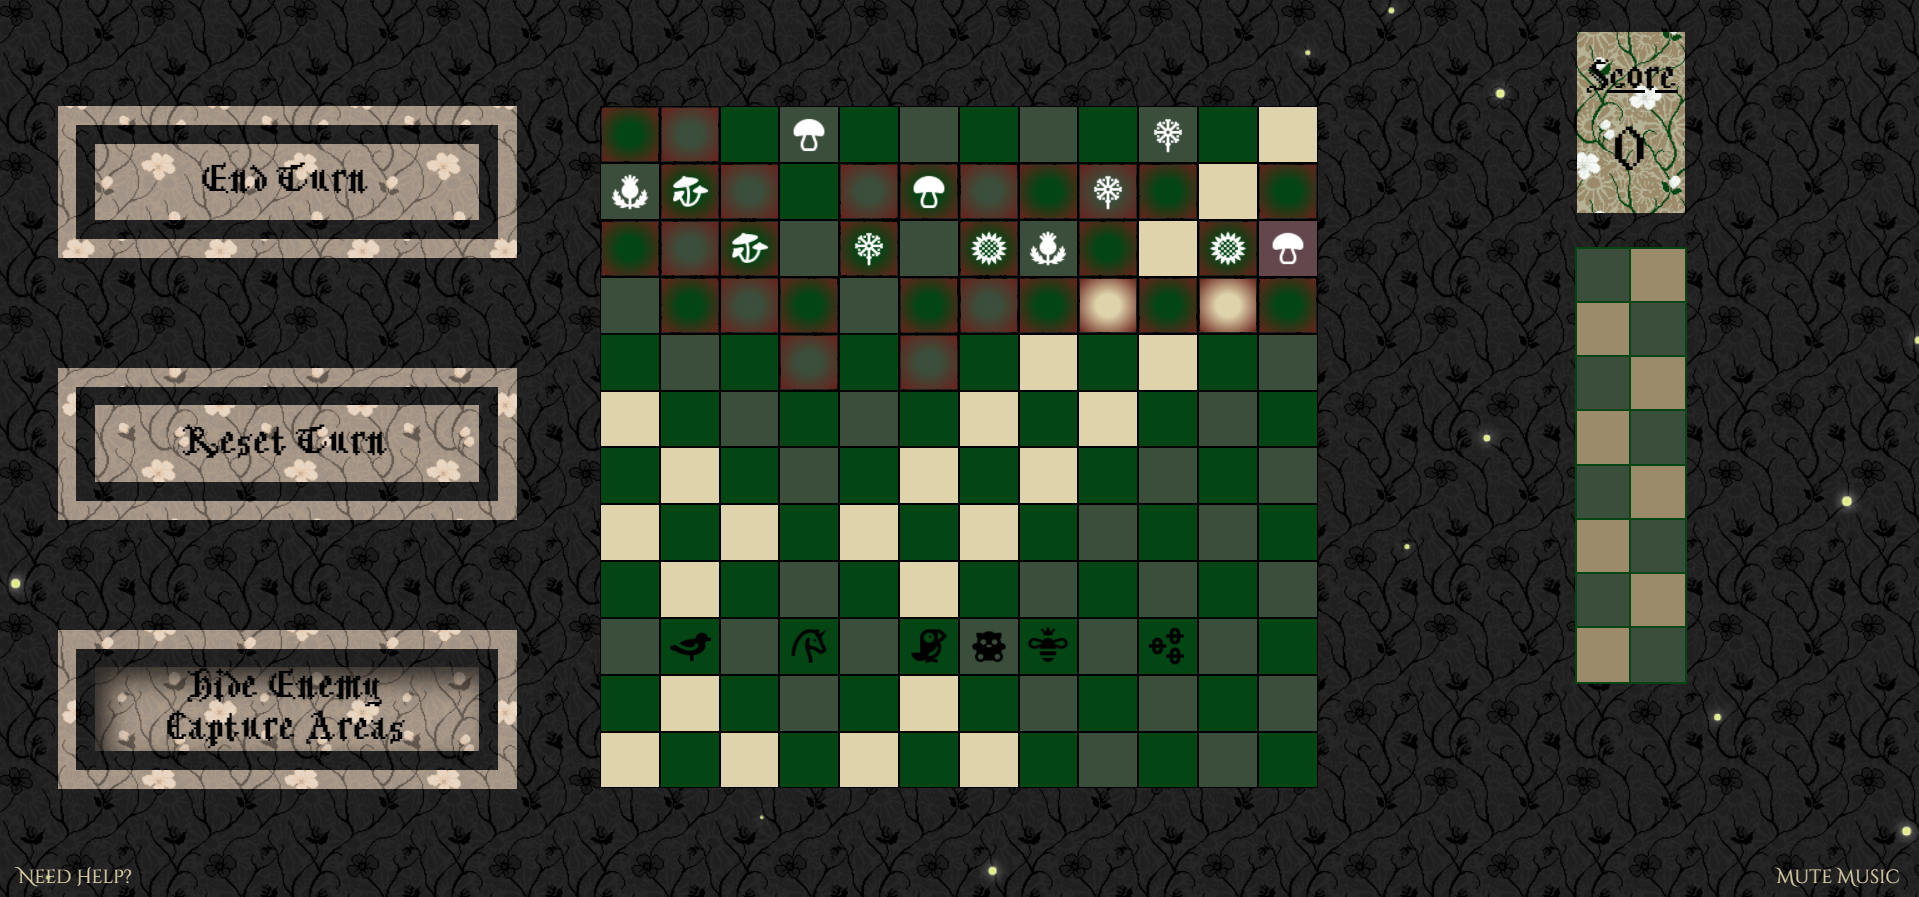 End Turn
Reset Turn
Hide Enemy
Capture Areas
Score
0
Need Help?
Mute Music